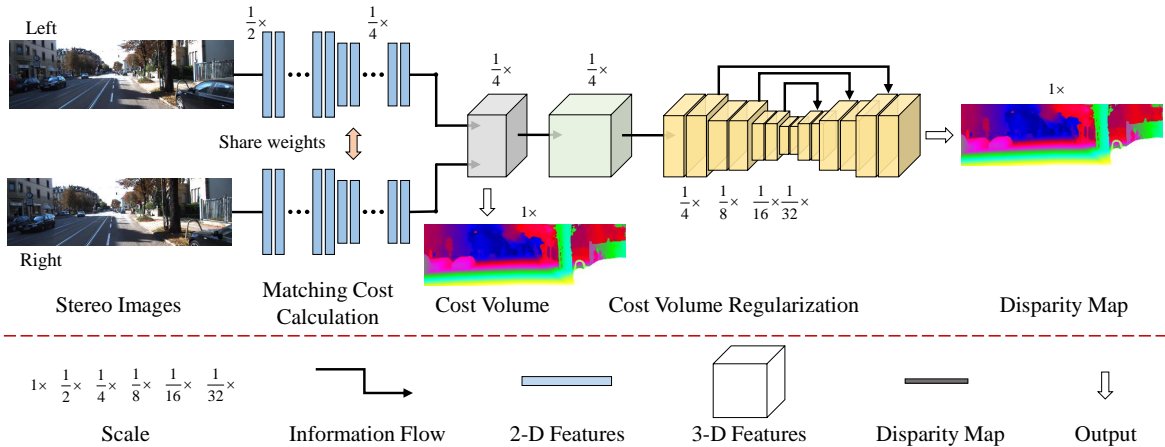 Left
1/2×
1/4×
1/4×
1/4×
1×
Share weights
1/4×
1/8×
1/16×
1/32×
1×
Right
Stereo Images
Matching Cost
Calculation
Cost Volume
Cost Volume Regularization
Disparity Map
1× 1/2× 1/4× 1/8× 1/16× 1/32×
Scale
Information Flow
2-D Features
3-D Features
Disparity Map
Output